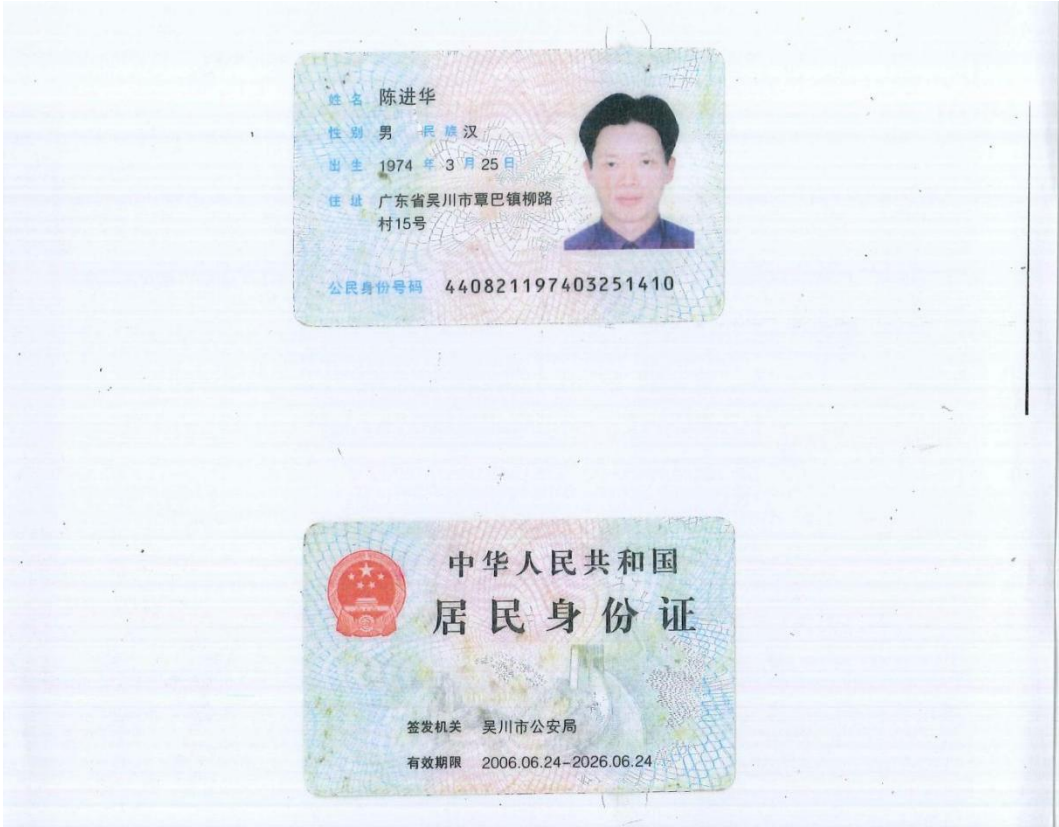 姓名 陈进华
性别 男 民族 汉
出生 1974 年 3 月 25 日
住址 广东省吴川市覃巴镇柳路
村15号
公民身份号码 440821197403251410
中华人民共和国
居民身份证
签发机关 吴川市公安局
有效期限 2006.06.24-2026.06.24